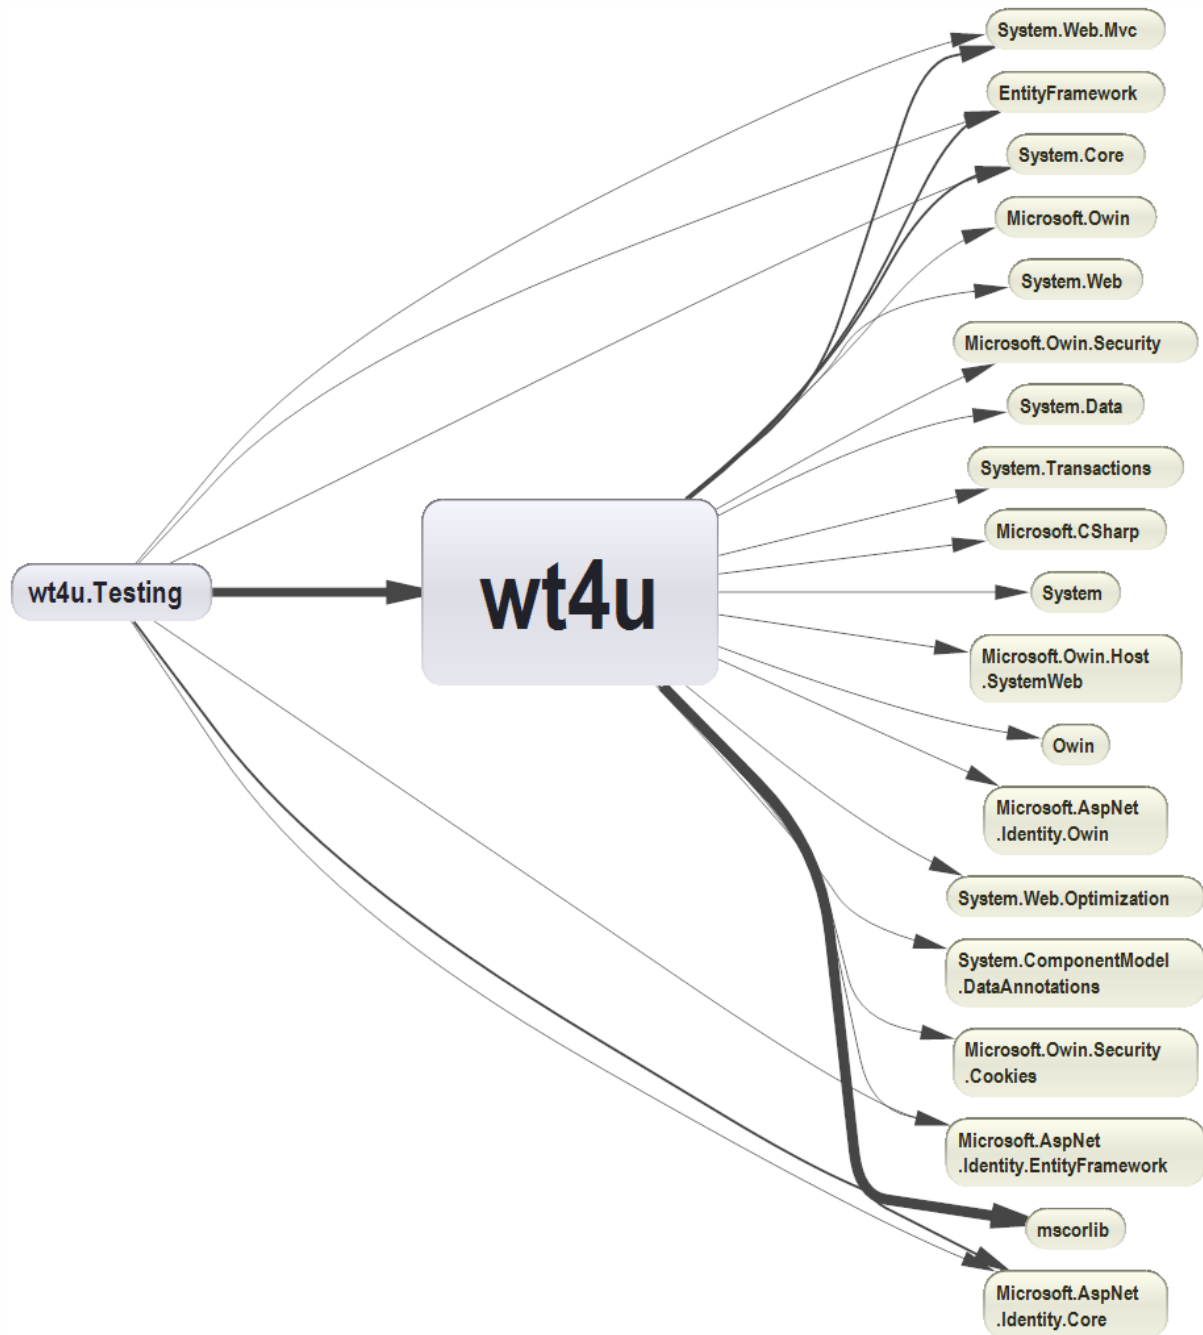 System.Web.Mvc
EntityFramework
System.Core
Microsoft.Owin
System.Web
Microsoft.Owin.Security
System.Data
System.Transactions
Microsoft.CSharp
wt4u.Testing
wt4u
System
Microsoft.Owin.Host
.SystemWeb
Owin
Microsoft.AspNet
.Identity.Owin
System.Web.Optimization
System.ComponentModel
.DataAnnotations
Microsoft.Owin.Security
.Cookies
Microsoft.AspNet
.Identity.EntityFramework
mscorlib
Microsoft.AspNet
.Identity.Core